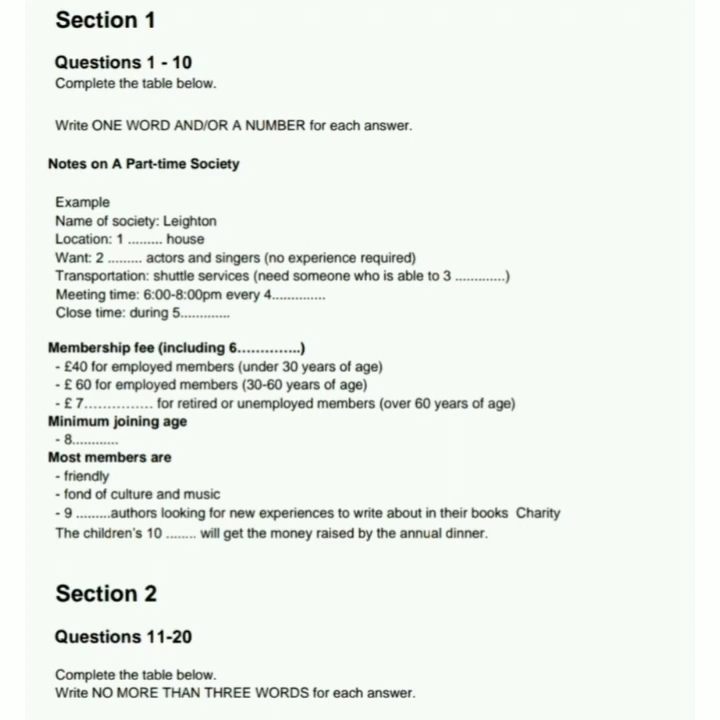 Section 1
Questions 1 - 10
Complete the table below.
Write ONE WORD AND/OR A NUMBER for each answer.
Notes on A Part-time Society
Example
Name of society: Leighton
Location: 1 ......... house
Want: 2 ......... actors and singers (no experience required)
Transportation: shuttle services (need someone who is able to 3 .............)
Meeting time: 6:00-8:00pm every 4..............
Close time: during 5.............
Membership fee (including 6.............)
- £40 for employed members (under 30 years of age)
- £ 60 for employed members (30-60 years of age)
- £ 7............... for retired or unemployed members (over 60 years of age)
Minimum joining age
- 8............
Most members are
- friendly
- fond of culture and music
- 9 .........authors looking for new experiences to write about in their books Charity
The children's 10 ........ will get the money raised by the annual dinner.
Section 2
Questions 11-20
Complete the table below.
Write NO MORE THAN THREE WORDS for each answer.